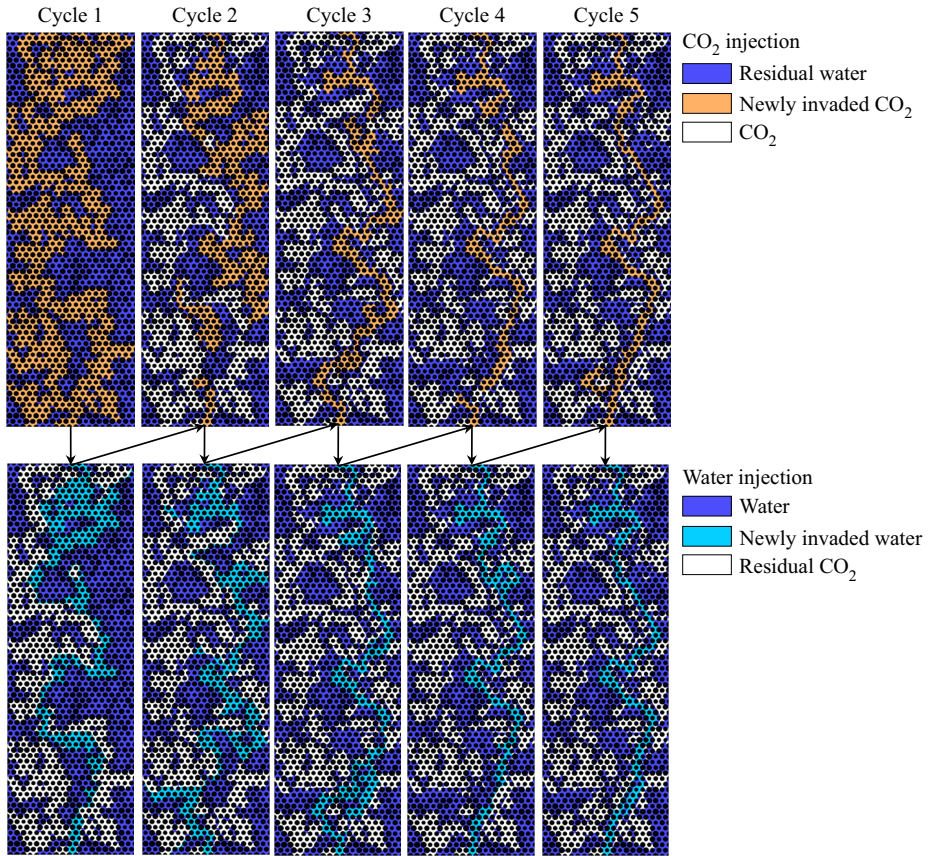 Cycle 1
Cycle 2
Cycle 3
Cycle 4
Cycle 5
CO2 injection
Residual water
Newly invaded CO2
CO2
Water injection
Water
Newly invaded water
Residual CO2